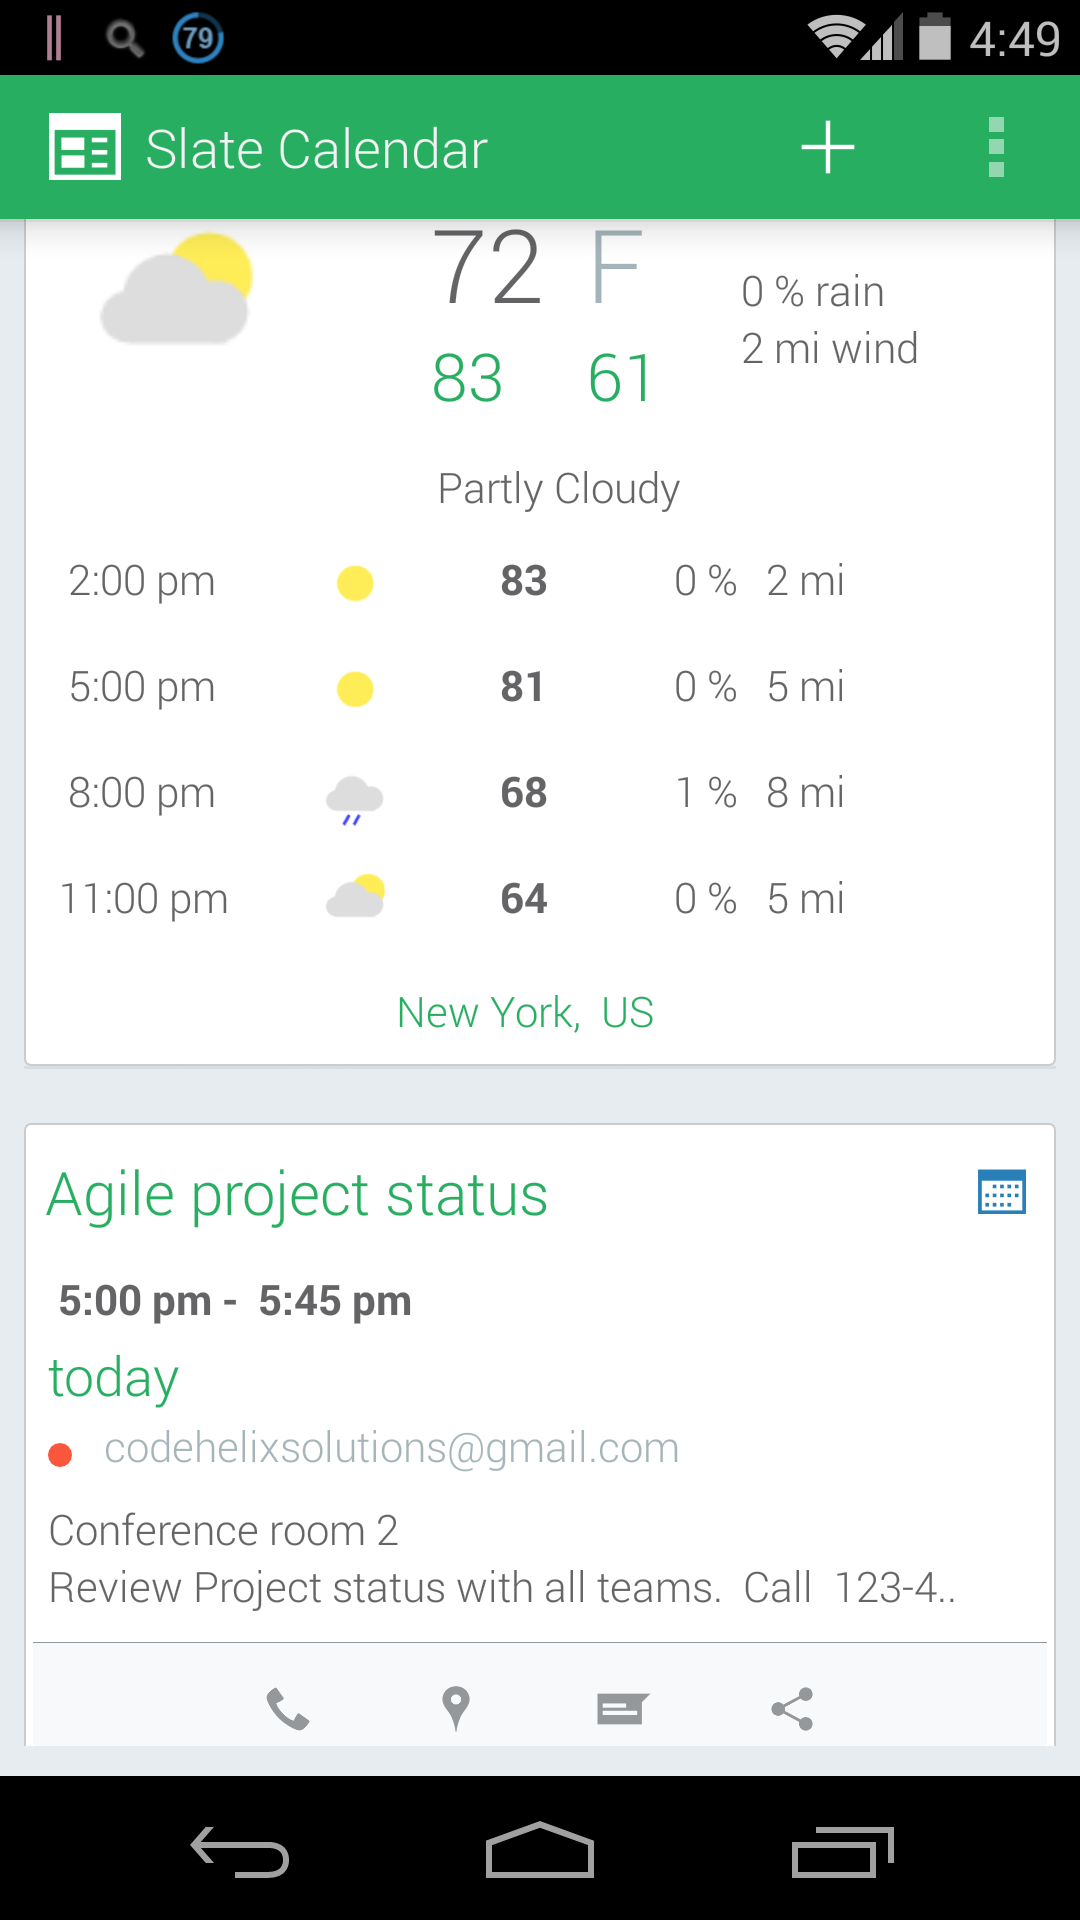 79 4:49
Slate Calendar
72 F
0 % rain
2 mi wind
83 61
Partly Cloudy
2:00 pm 83 0 % 2 mi
5:00 pm 81 0 % 5 mi
8:00 pm 68 1 % 8 mi
11:00 pm 64 0 % 5 mi
New York, US
Agile project status
5:00 pm - 5:45 pm
today
codehelixsolutions@gmail.com
Conference room 2
Review Project status with all teams. Call 123-4..